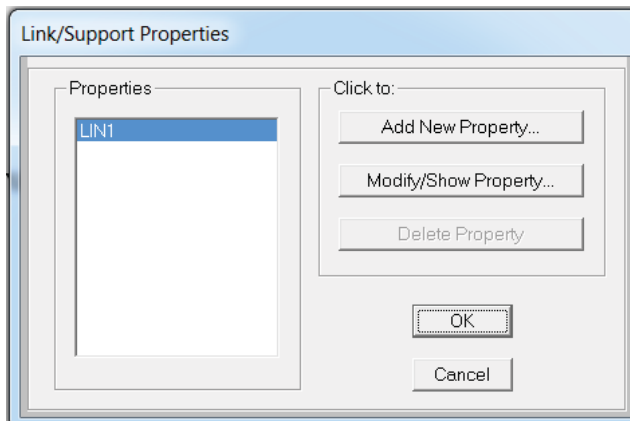 Link/Support Properties
Properties
LIN1
Click to:
Add New Property...
Modify/Show Property...
Delete Property
OK
Cancel